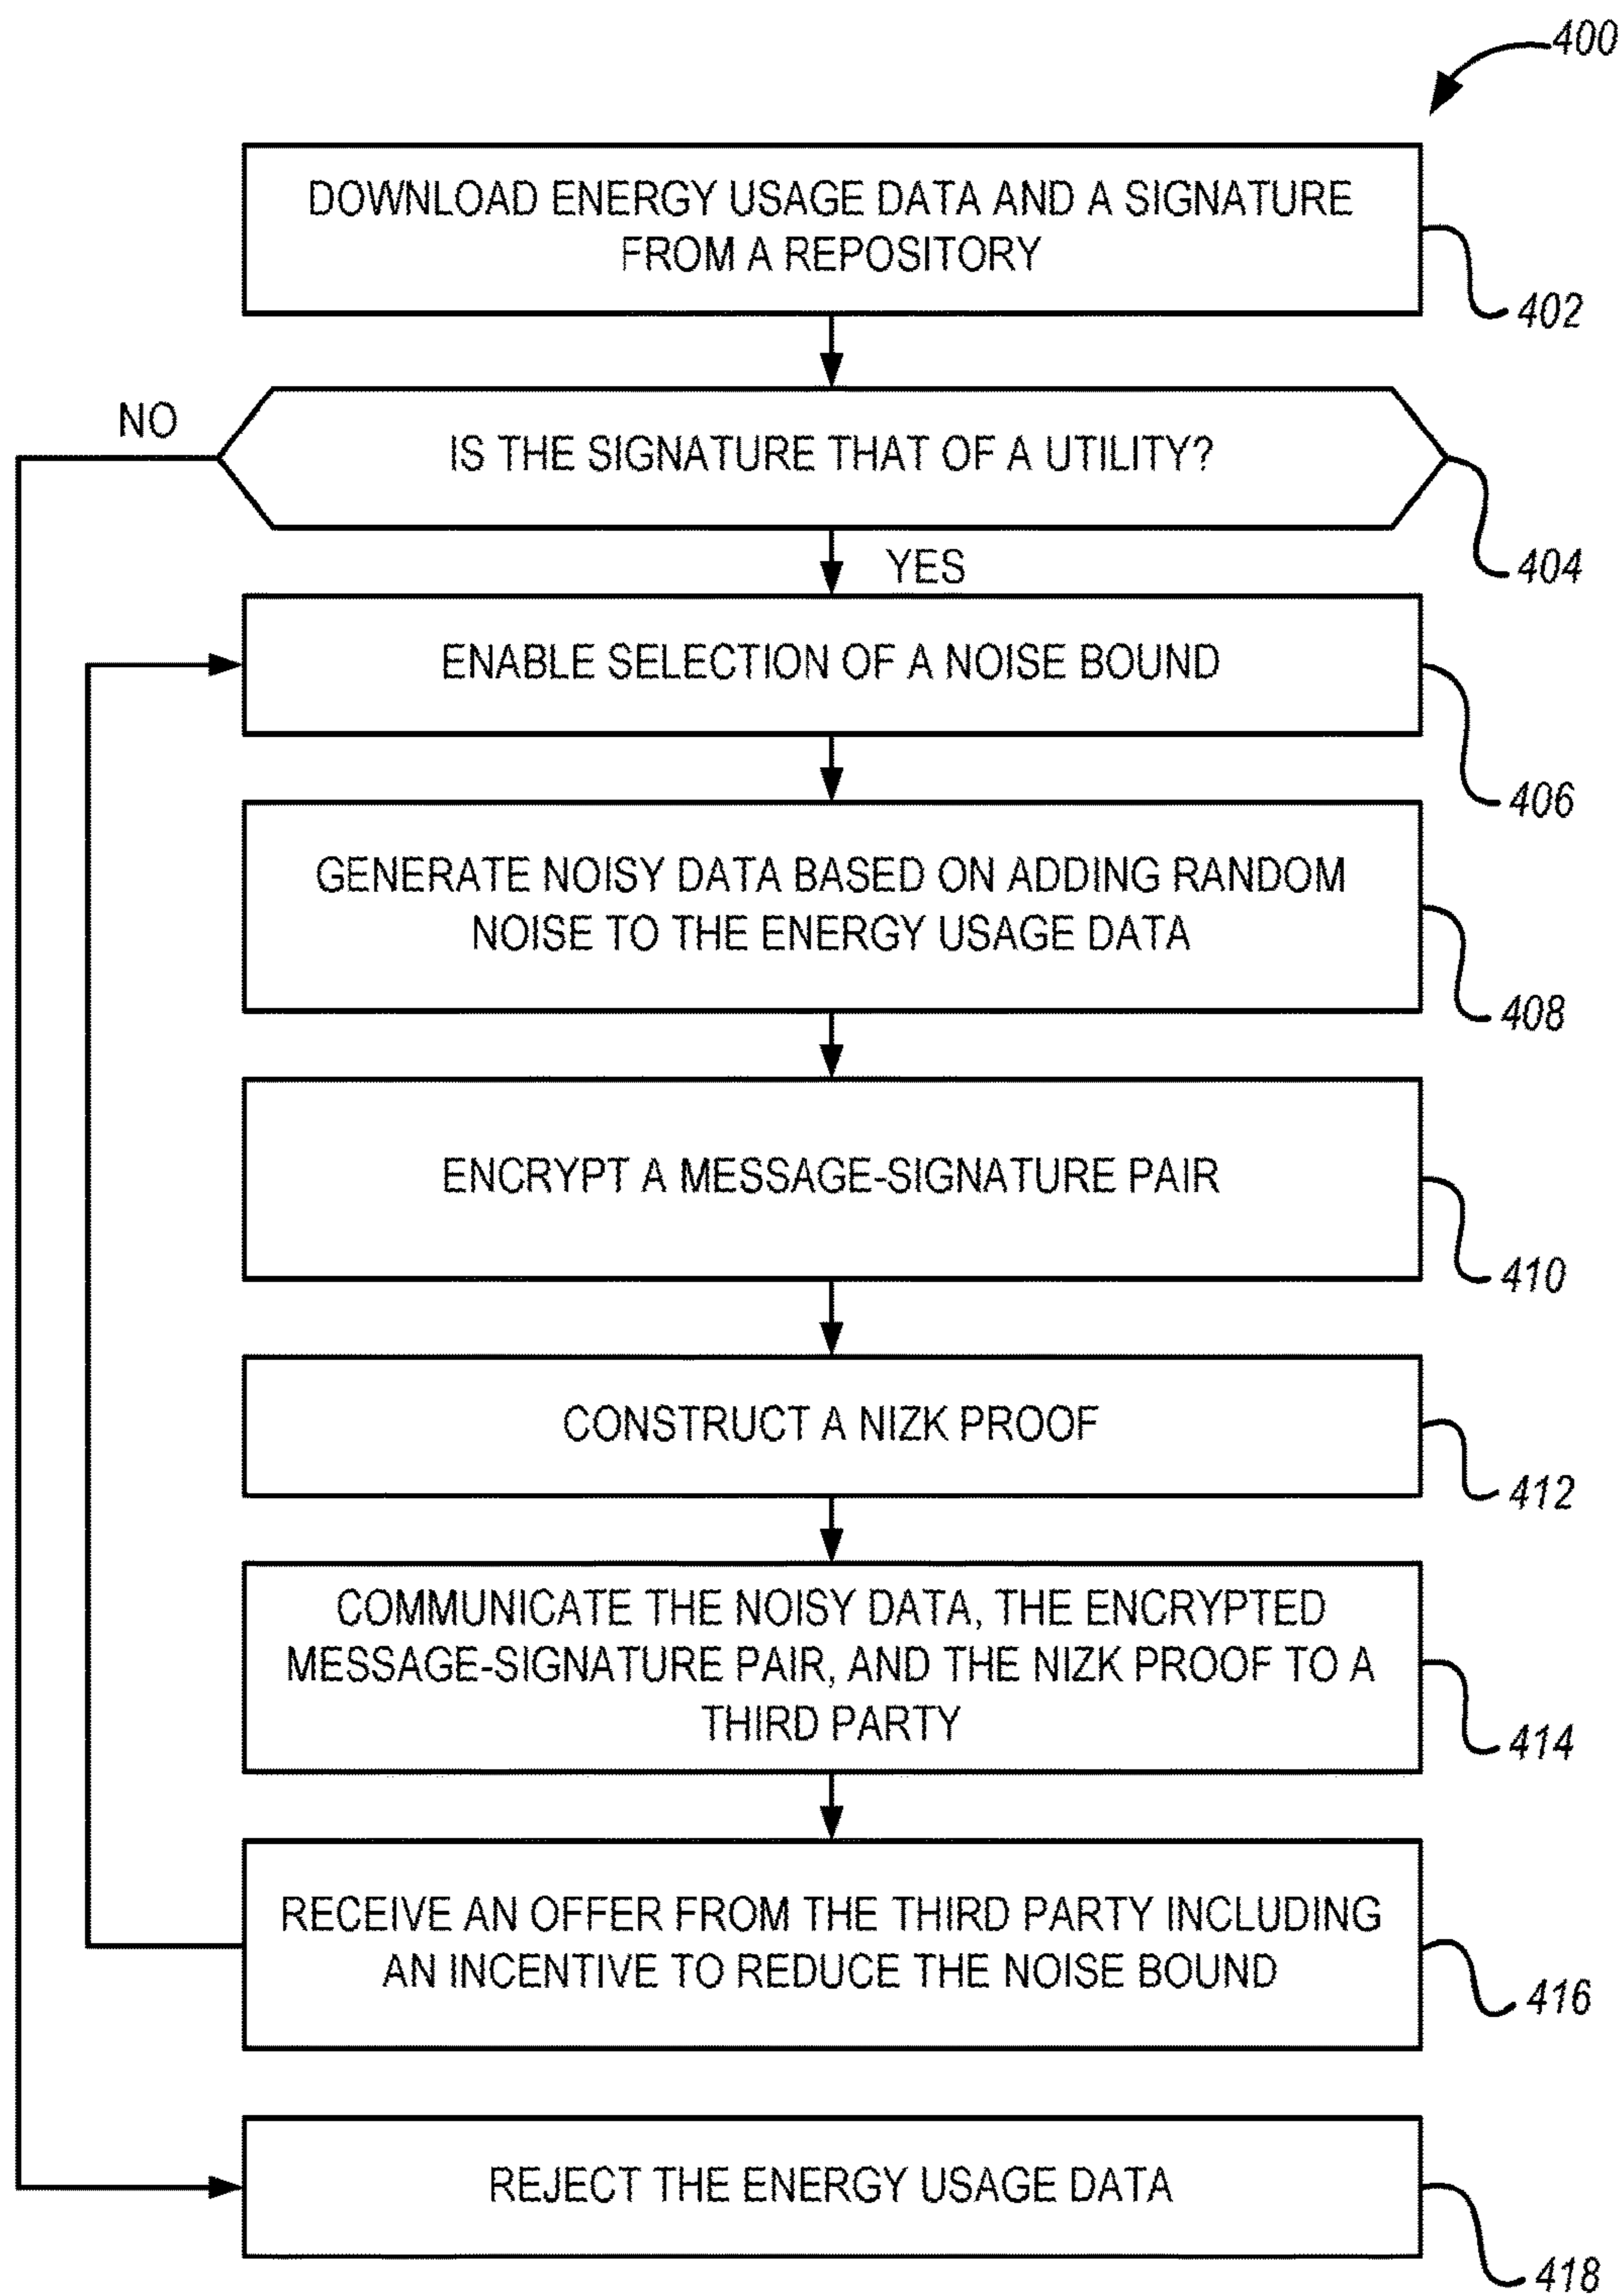 400
DOWNLOAD ENERGY USAGE DATA AND A SIGNATURE
FROM A REPOSITORY
402
NO
IS THE SIGNATURE THAT OF A UTILITY?
404
YES
ENABLE SELECTION OF A NOISE BOUND
406
GENERATE NOISY DATA BASED ON ADDING RANDOM
NOISE TO THE ENERGY USAGE DATA
408
ENCRYPT A MESSAGE-SIGNATURE PAIR
410
CONSTRUCT A NIZK PROOF
412
COMMUNICATE THE NOISY DATA, THE ENCRYPTED
MESSAGE-SIGNATURE PAIR, AND THE NIZK PROOF TO A
THIRD PARTY
414
RECEIVE AN OFFER FROM THE THIRD PARTY INCLUDING
AN INCENTIVE TO REDUCE THE NOISE BOUND
416
REJECT THE ENERGY USAGE DATA
418